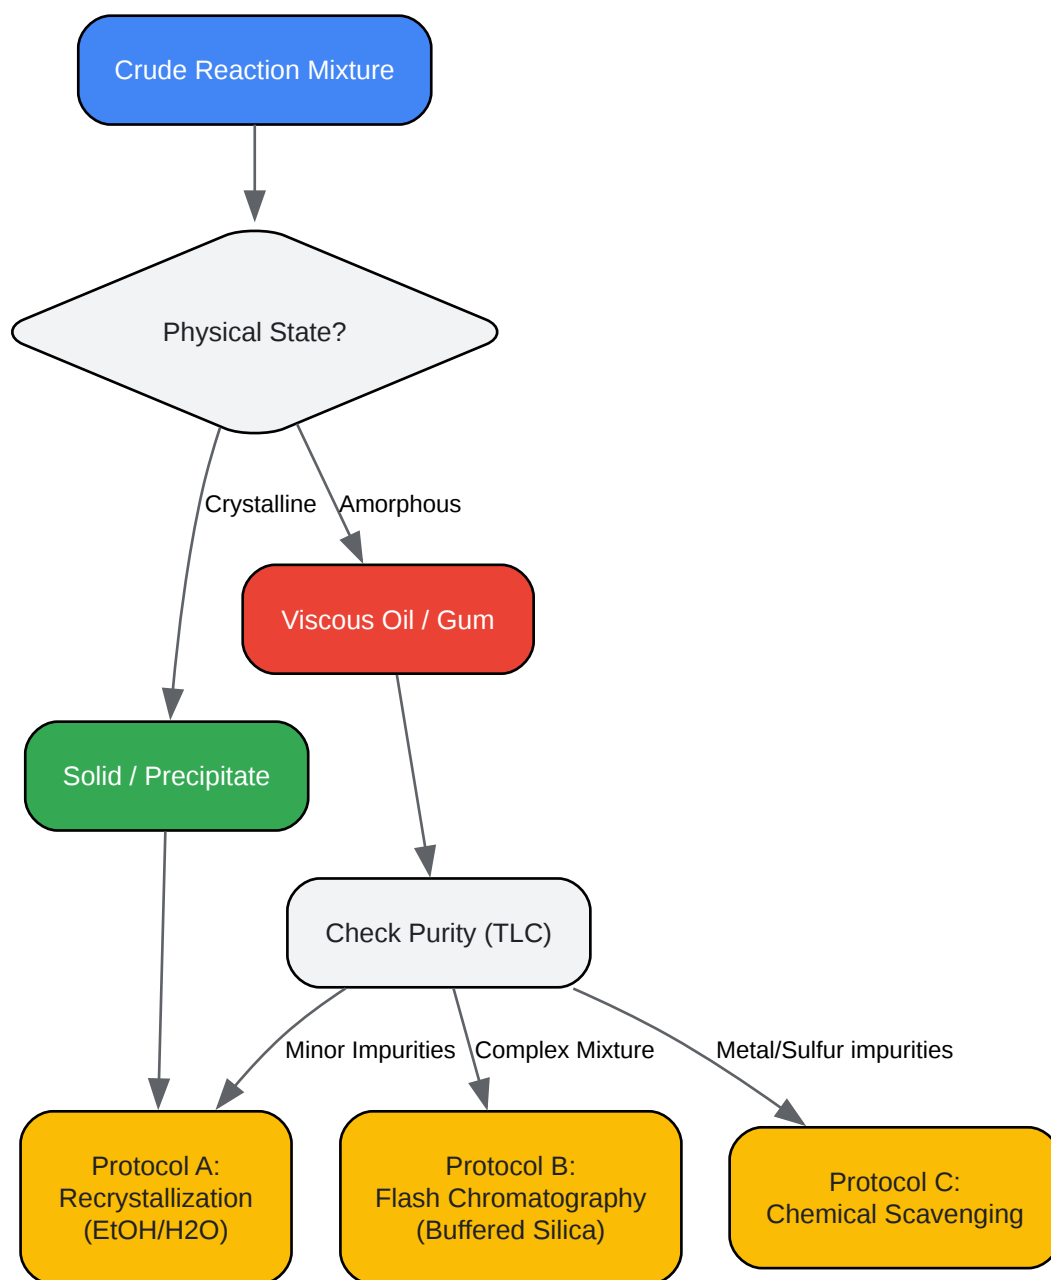 Crude Reaction Mixture
Physical State?
Crystalline
Amorphous
Viscous Oil / Gum
Solid / Precipitate
Check Purity (TLC)
Minor Impurities
Complex Mixture
Metal/Sulfur impurities
Protocol A:
Recrystallization
(EtOH/H2O)
Protocol B:
Flash Chromatography
(Buffered Silica)
Protocol C:
Chemical Scavenging